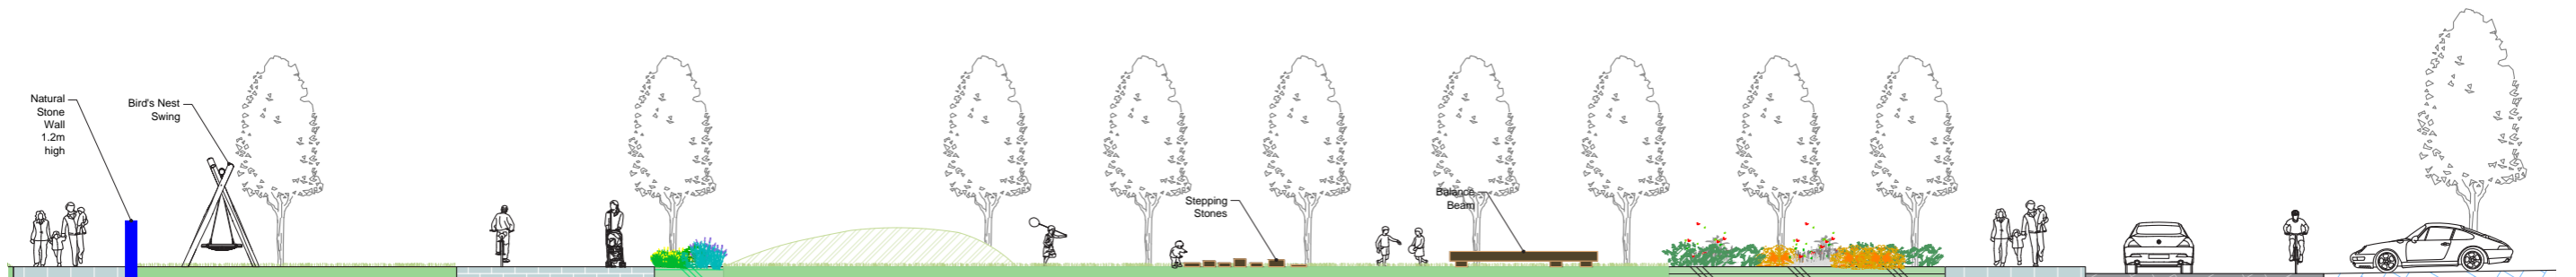 Natural
Stone
Wall
1.2m
high
Bird's Nest
Swing
Stepping
Stones
Balance
Beam